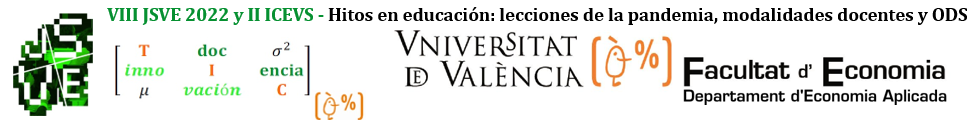 VIII JSVE 2022 y II ICEVS - Hitos en educación: lecciones de la pandemia, modalidades docentes y ODS
SUE
T doc σ²
inno I encia
μ vación C
%
VNIVERSITAT
DE VALÈNCIA
%
Facultat d' Economia
Departament d'Economia Aplicada